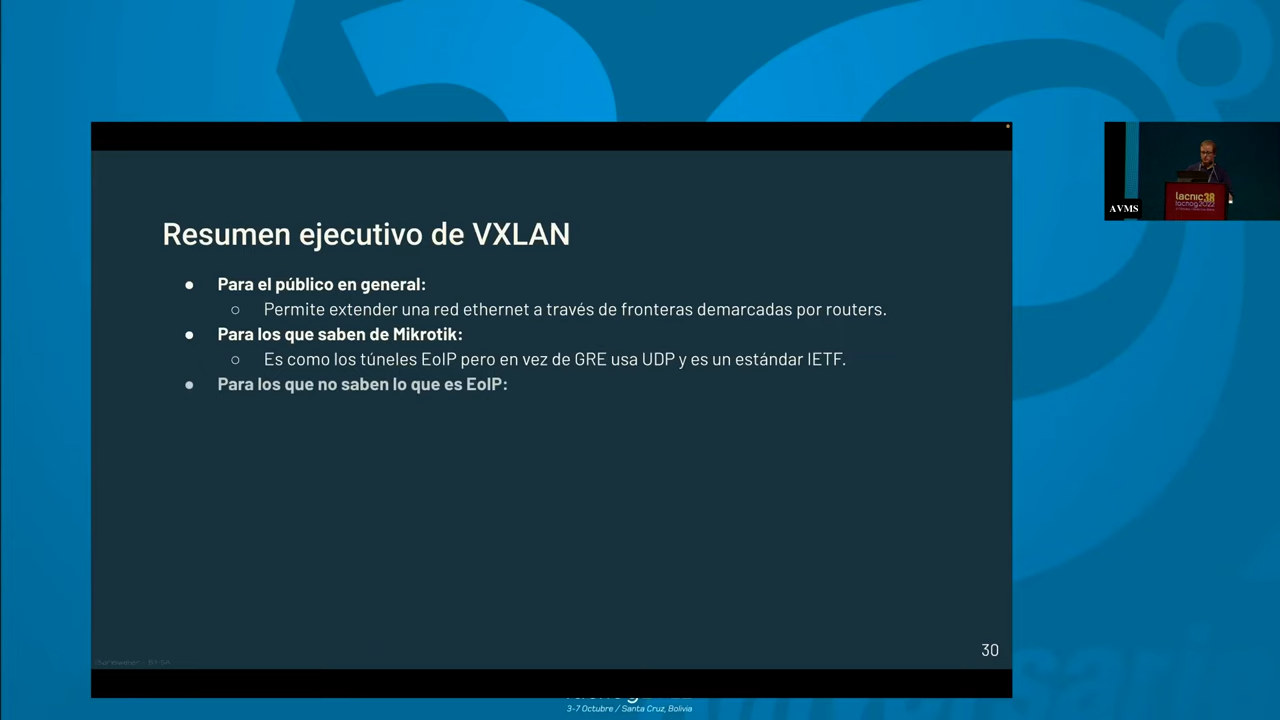 Resumen ejecutivo de VXLAN
● Para el público en general:
○ Permite extender una red ethernet a través de fronteras demarcadas por routers.
● Para los que saben de Mikrotik:
○ Es como los túneles EoIP pero en vez de GRE usa UDP y es un estándar IETF.
● Para los que no saben lo que es EoIP:
30
AVMS
lacnic38
lacnog2022
3-7 Octubre / Santa Cruz, Bolivia